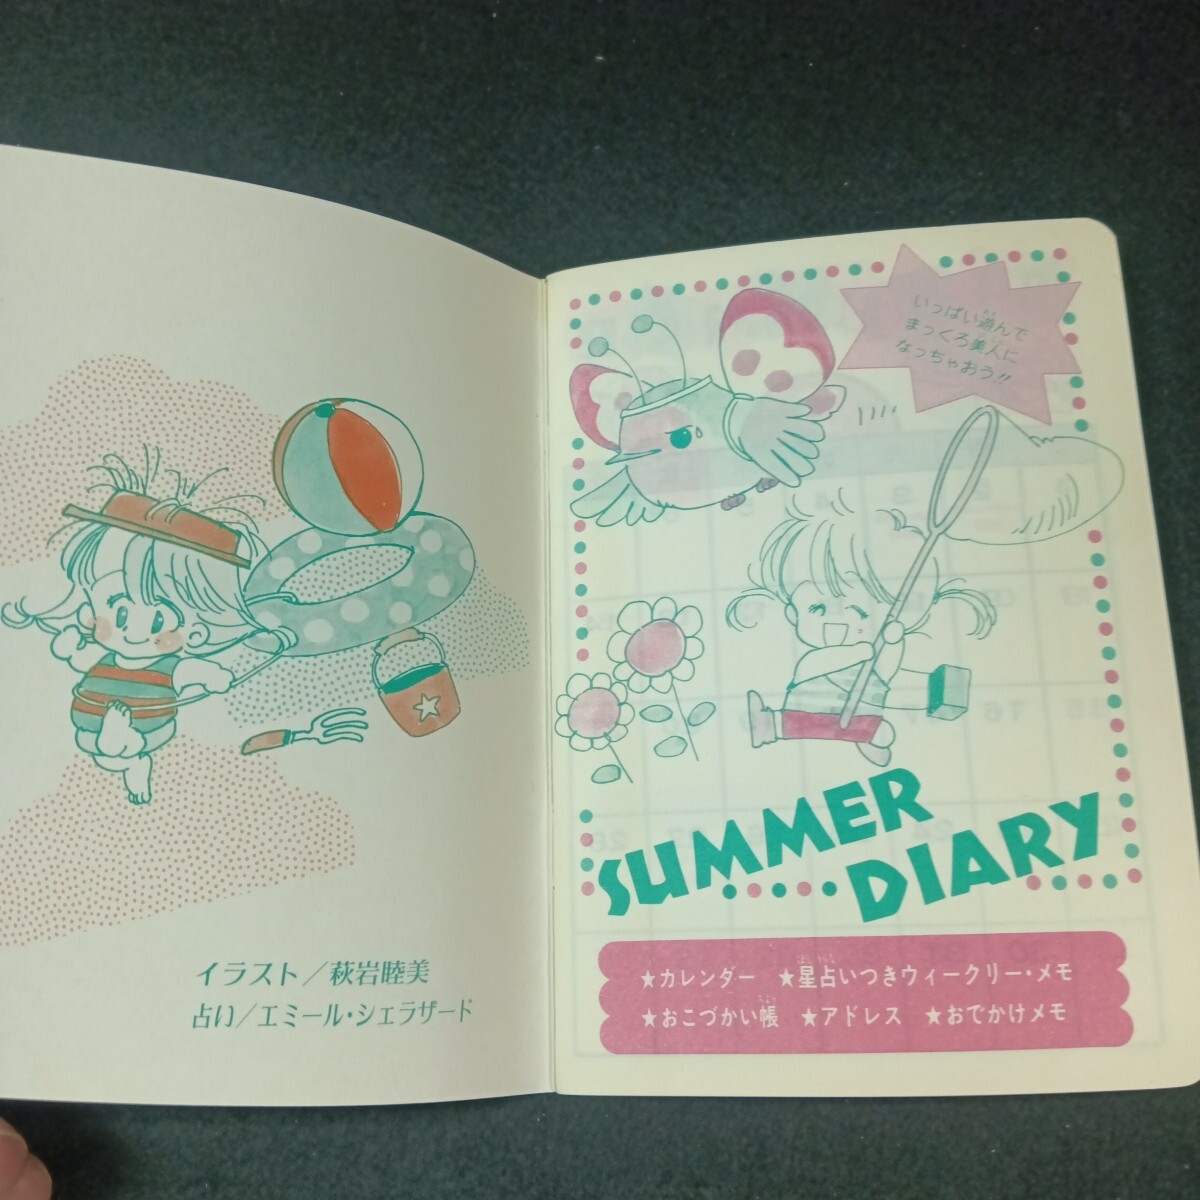 イラスト／萩岩睦美
占い／エミール・シェラザード
いっぱい遊んで
まっくろ美人に
なっちゃおう!!
SUMMER
DIARY
★カレンダー ★星占いつきウィークリー・メモ
★おこづかい帳 ★アドレス ★おでかけメモ